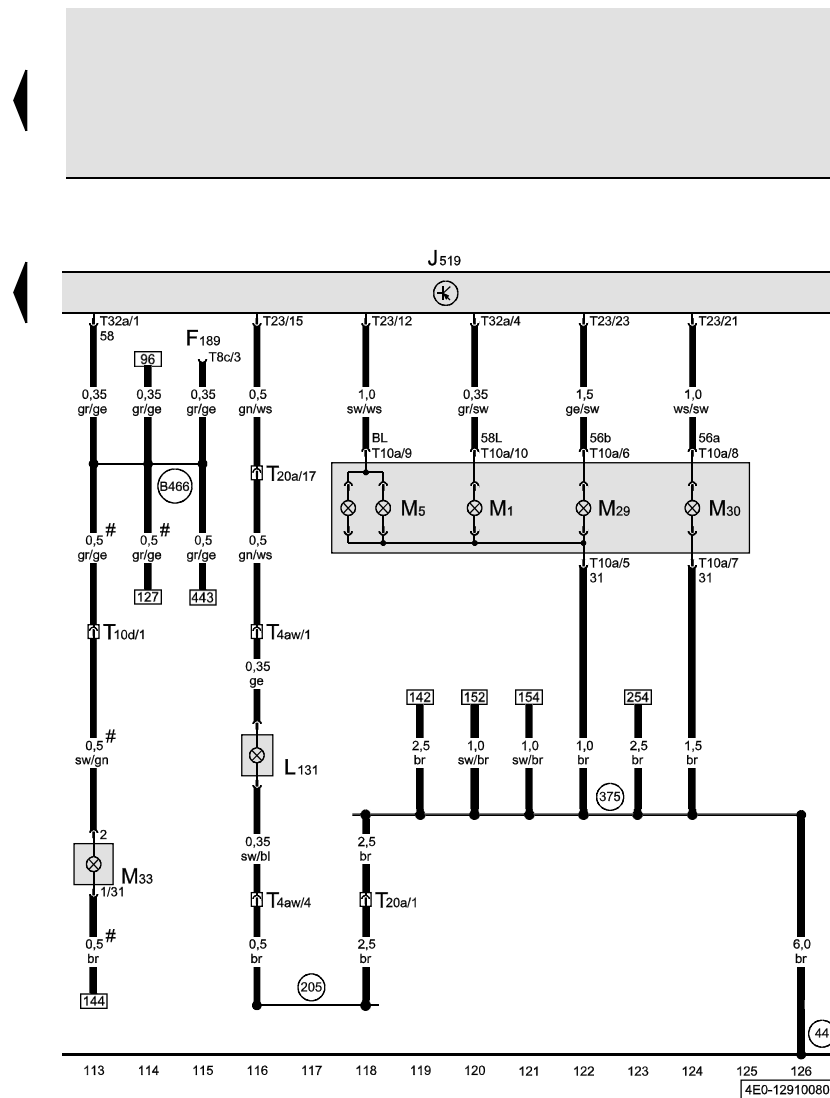 J519
T32a/1
58
T23/15
T23/12
T32a/4
T23/23
T23/21
F189
T8c/3
96
0,35
gr/ge
0,35
gr/ge
0,35
gr/ge
0,5
gn/ws
1,0
sw/ws
0,35
gr/sw
1,5
ge/sw
1,0
ws/sw
BL
T10a/9
58L
T10a/10
56b
T10a/6
56a
T10a/8
B466
T20a/17
M5
M1
M29
M30
0,5 #
gr/ge
0,5 #
gr/ge
0,5
gr/ge
0,5
gn/ws
T10a/5
31
T10a/7
31
127
443
T10d/1
T4aw/1
0,35
ge
142
152
154
254
0,5 #
sw/gn
L131
2,5
br
1,0
sw/br
1,0
sw/br
1,0
br
2,5
br
1,5
br
375
2
M33
1/31
0,35
sw/bl
2,5
br
T4aw/4
T20a/1
0,5 #
br
0,5
br
2,5
br
6,0
br
144
205
44
113 114 115 116 117 118 119 120 121 122 123 124 125 126
4E0-12910080